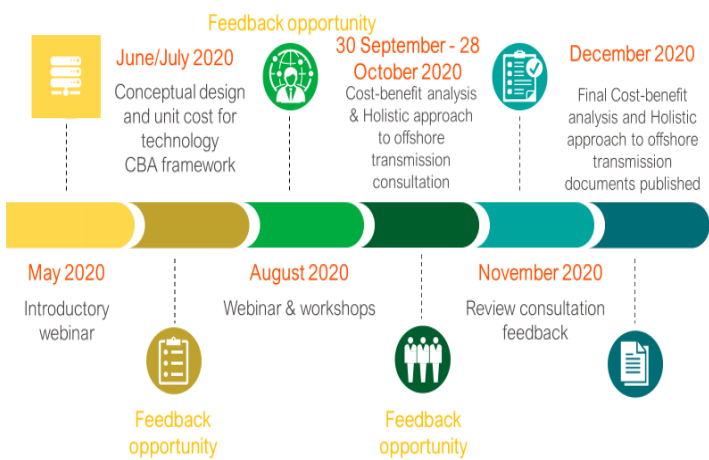 Feedback opportunity
June/July 2020
Conceptual design
and unit cost for
technology
CBA framework
30 September - 28
October 2020
Cost-benefit analysis
& Holistic approach
to offshore
transmission
consultation
December 2020
Final Cost-benefit
analysis and Holistic
approach to offshore
transmission
documents published
May 2020
Introductory
webinar
August 2020
Webinar & workshops
November 2020
Review consultation
feedback
Feedback
opportunity
Feedback
opportunity